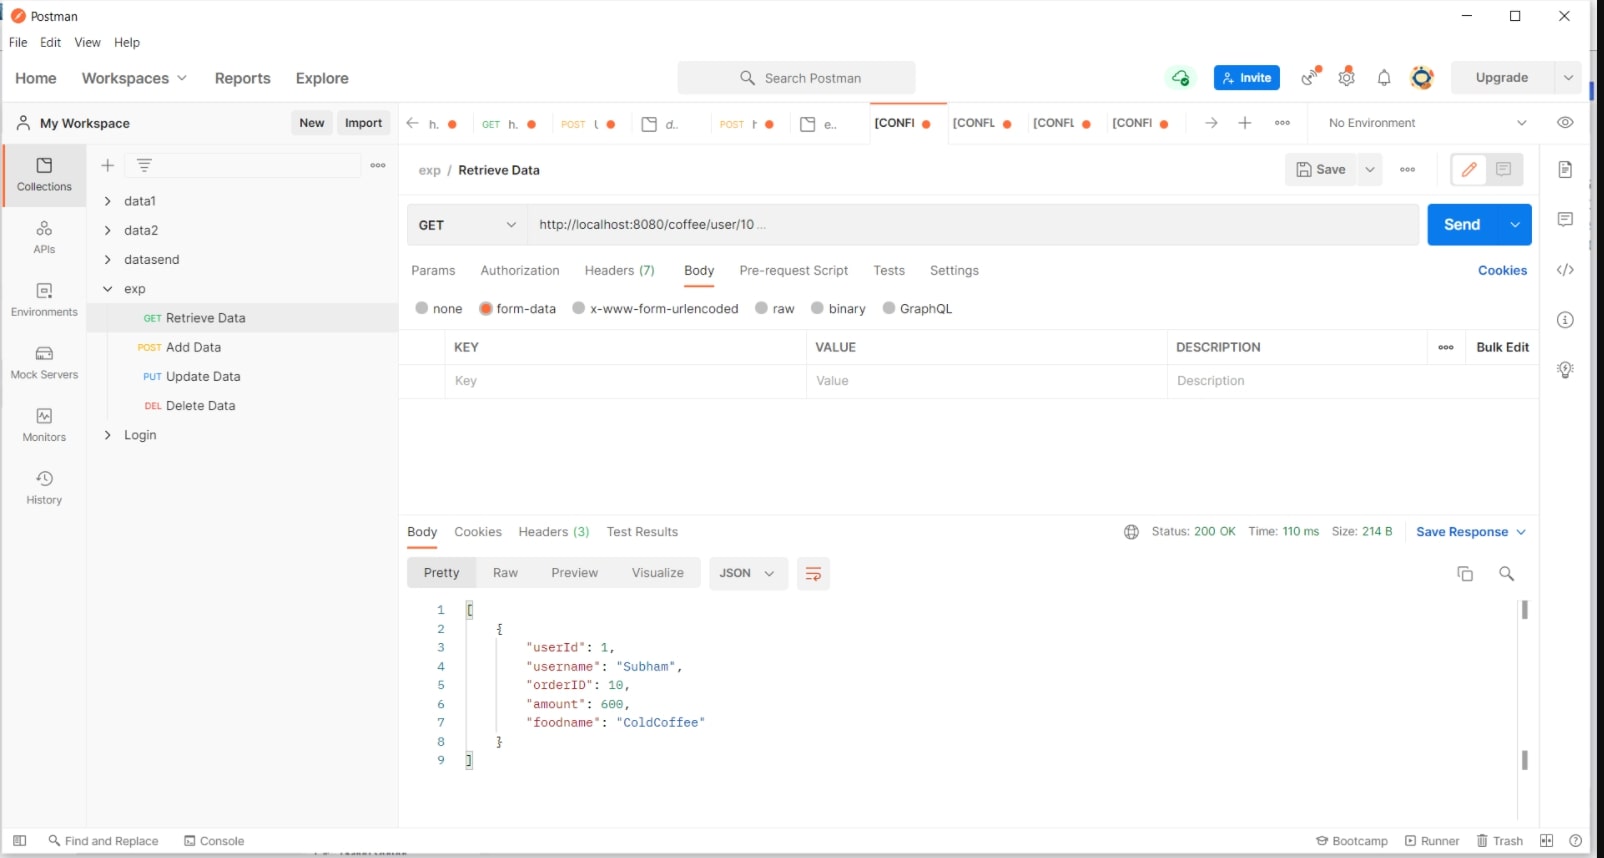 Postman
File Edit View Help
Home Workspaces Reports Explore Search Postman Invite Upgrade
My Workspace New Import h. GET h. POST d.. POST e.. [CONFI [CONFL [CONFL [CONFI No Environment
exp / Retrieve Data Save
Collections
APIs
Environments
Mock Servers
Monitors
History
data1
data2
datasend
exp
GET Retrieve Data
POST Add Data
PUT Update Data
DEL Delete Data
Login
GET http://localhost:8080/coffee/user/10 ... Send
Params Authorization Headers (7) Body Pre-request Script Tests Settings Cookies
none form-data x-www-form-urlencoded raw binary GraphQL
KEY VALUE DESCRIPTION Bulk Edit
Key Value Description
Body Cookies Headers (3) Test Results Status: 200 OK Time: 110 ms Size: 214 B Save Response
Pretty Raw Preview Visualize JSON
1 [
2 {
3 "userId": 1,
4 "username": "Subham",
5 "orderID": 10,
6 "amount": 600,
7 "foodname": "ColdCoffee"
8 }
9 ]
Find and Replace Console Bootcamp Runner Trash